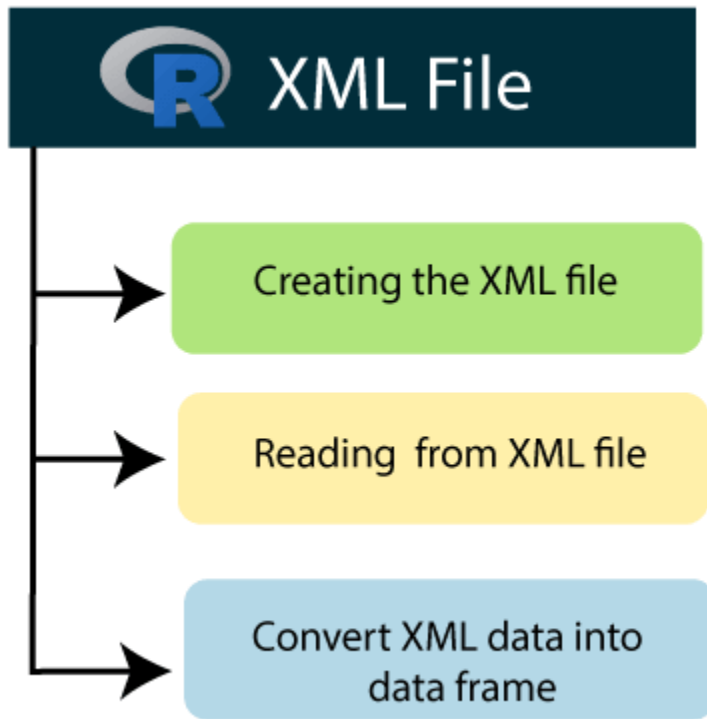 R XML File
Creating the XML file
Reading from XML file
Convert XML data into
data frame